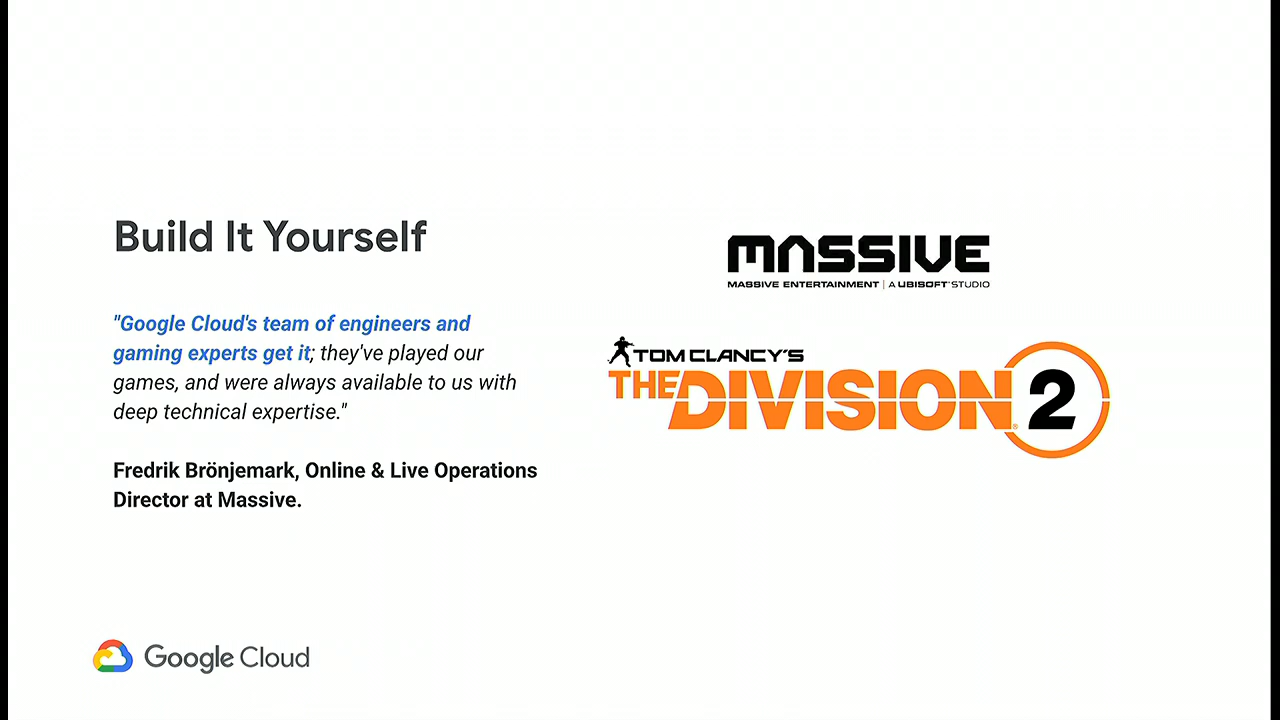 Build It Yourself
"Google Cloud's team of engineers and
gaming experts get it; they've played our
games, and were always available to us with
deep technical expertise."
Fredrik Brönjemark, Online & Live Operations
Director at Massive.
MASSIVE
MASSIVE ENTERTAINMENT | A UBISOFT STUDIO
TOM CLANCY'S
THE DIVISION 2
Google Cloud